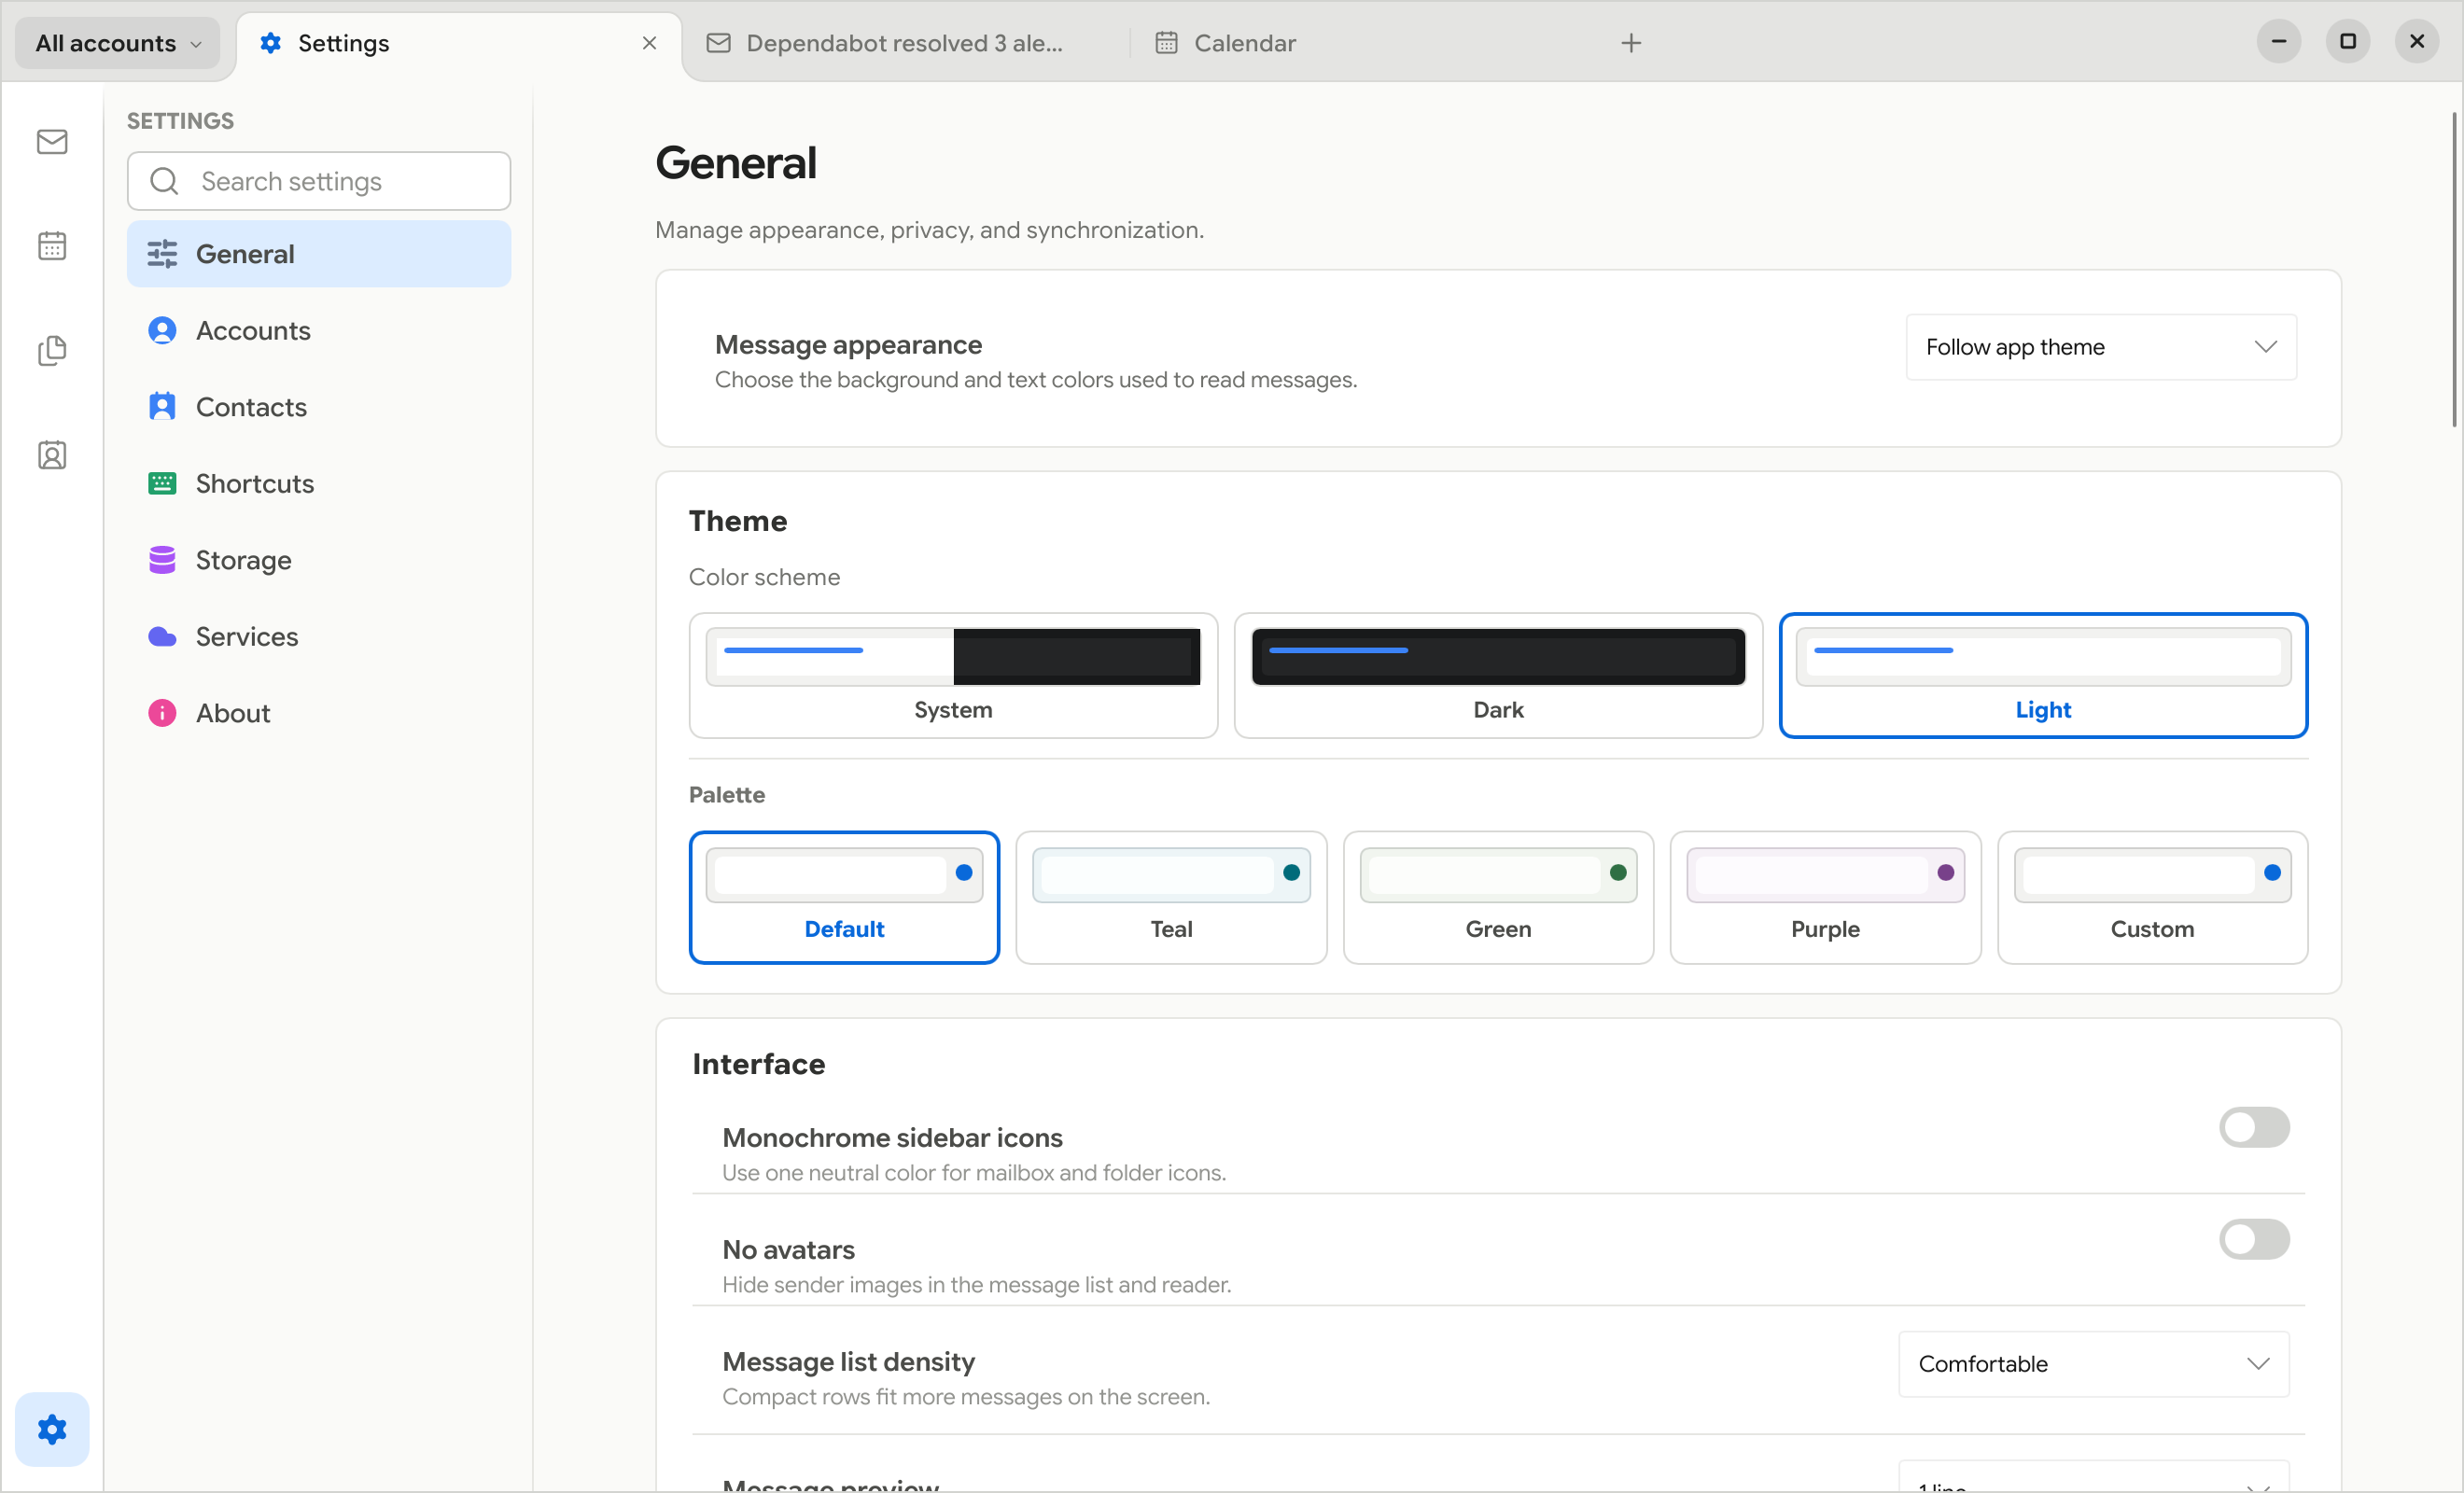 All accounts
Settings
Dependabot resolved 3 ale...
Calendar
SETTINGS
Search settings
General
Accounts
Contacts
Shortcuts
Storage
Services
About
General
Manage appearance, privacy, and synchronization.
Message appearance
Choose the background and text colors used to read messages.
Follow app theme
Theme
Color scheme
System
Dark
Light
Palette
Default
Teal
Green
Purple
Custom
Interface
Monochrome sidebar icons
Use one neutral color for mailbox and folder icons.
No avatars
Hide sender images in the message list and reader.
Message list density
Compact rows fit more messages on the screen.
Comfortable
Message preview
1 line